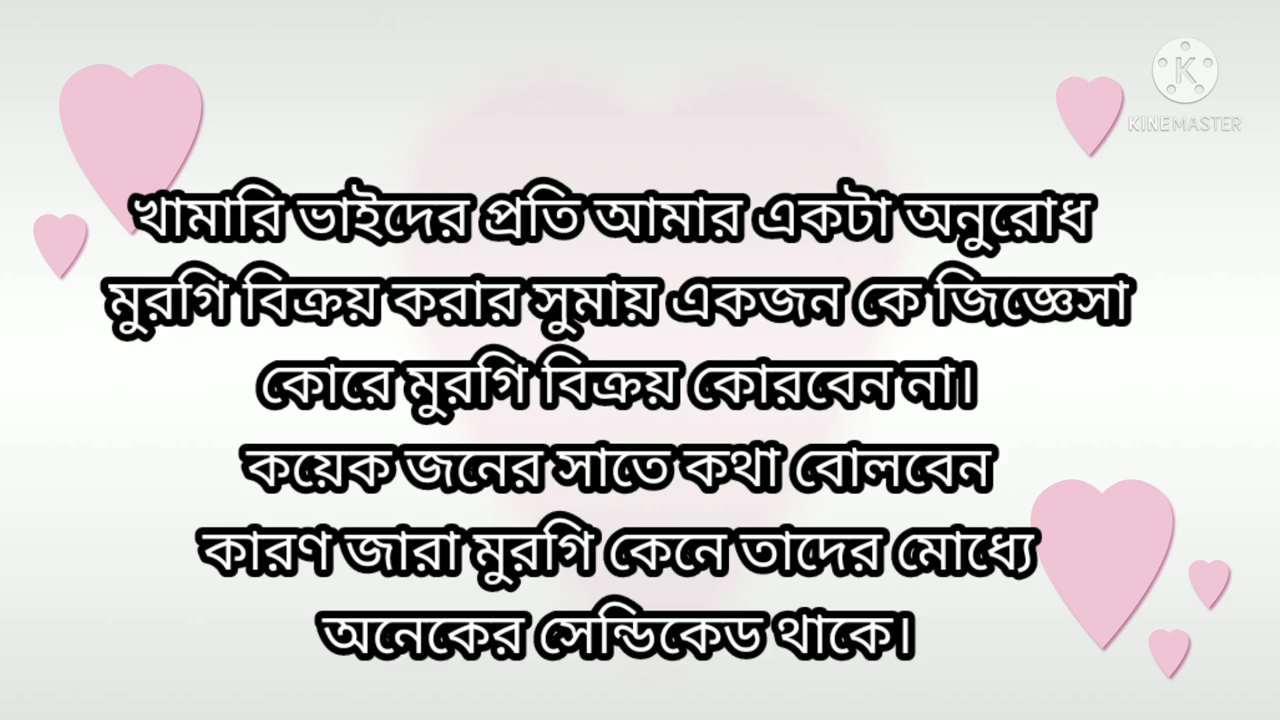 KINEMASTER
খামারি ভাইদের প্রতি আমার একটা অনুরোধ
মুরগি বিক্রয় করার সুমায় একজন কে জিজ্ঞেসা
কোরে মুরগি বিক্রয় কোরবেন না।
কয়েক জনের সাতে কথা বোলবেন
কারণ জারা মুরগি কেনে তাদের মোধ্যে
অনেকের সেন্ডিকেড থাকে।